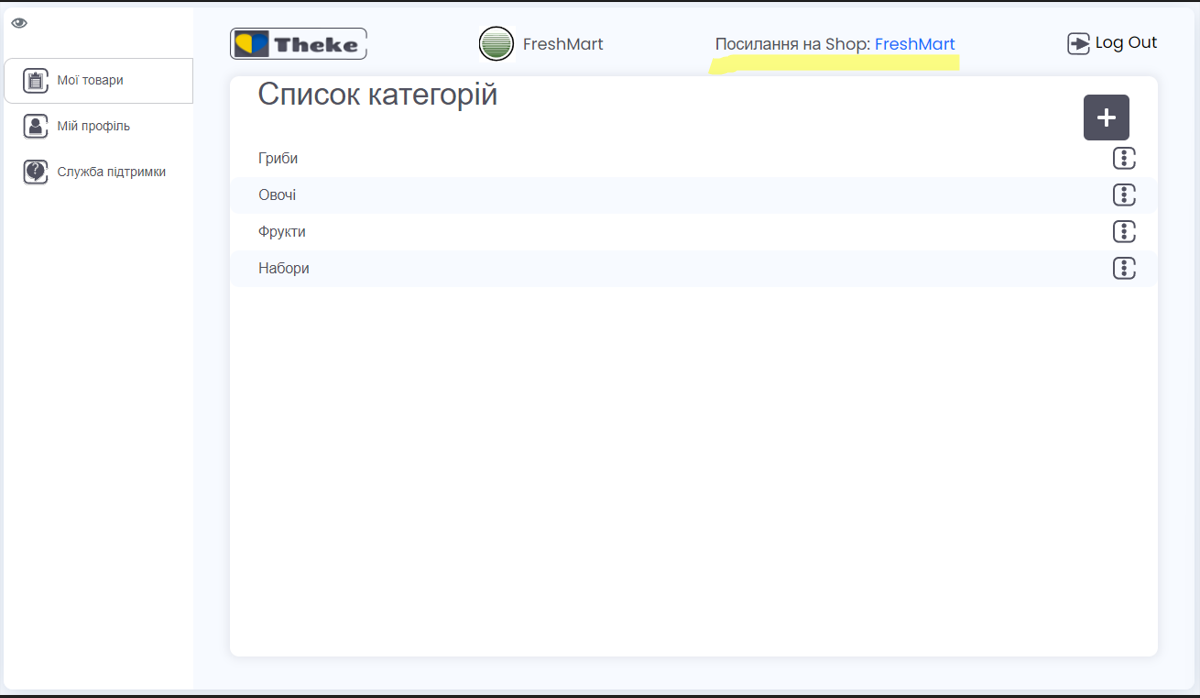 Theke
FreshMart
Посилання на Shop: FreshMart
Log Out
Мої товари
Мій профіль
Служба підтримки
Список категорій
Гриби
Овочі
Фрукти
Набори